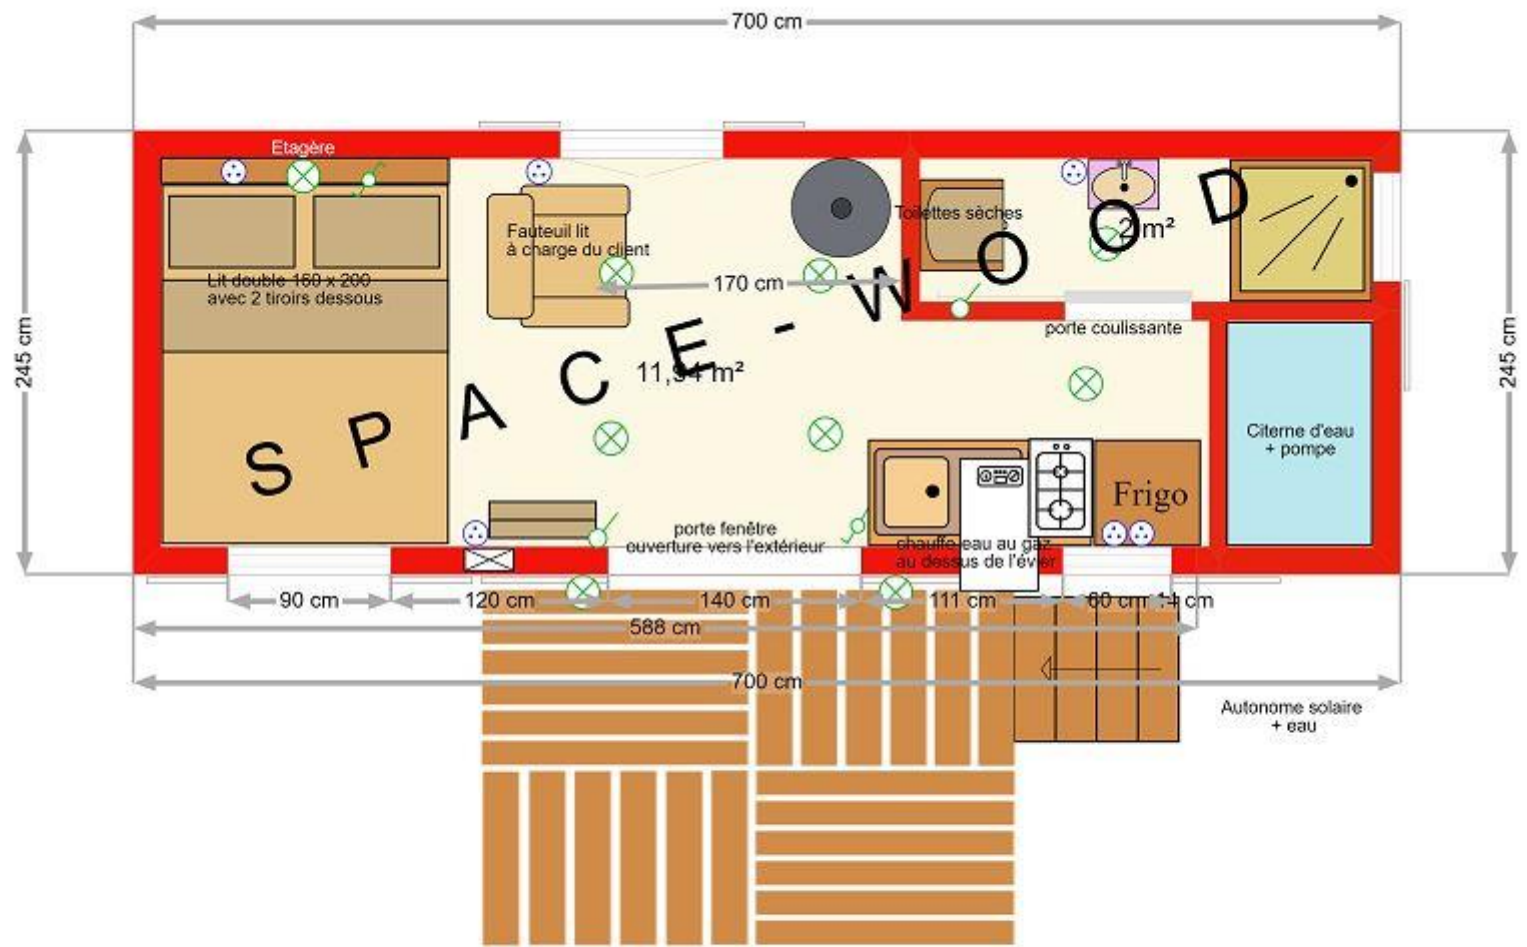 700 cm
Etagère
Toilettes sèches
2 m²
Fauteuil lit
à charge du client
Lit double 160 x 200
avec 2 tiroirs dessous
170 cm
porte coulissante
245 cm
245 cm
SPACE-WOOD
11,94 m²
Citerne d'eau
+ pompe
Frigo
porte fenêtre
ouverture vers l'extérieur
chauffe eau au gaz
au dessus de l'évier
90 cm
120 cm
140 cm
111 cm
60 cm
14 cm
588 cm
700 cm
Autonome solaire
+ eau